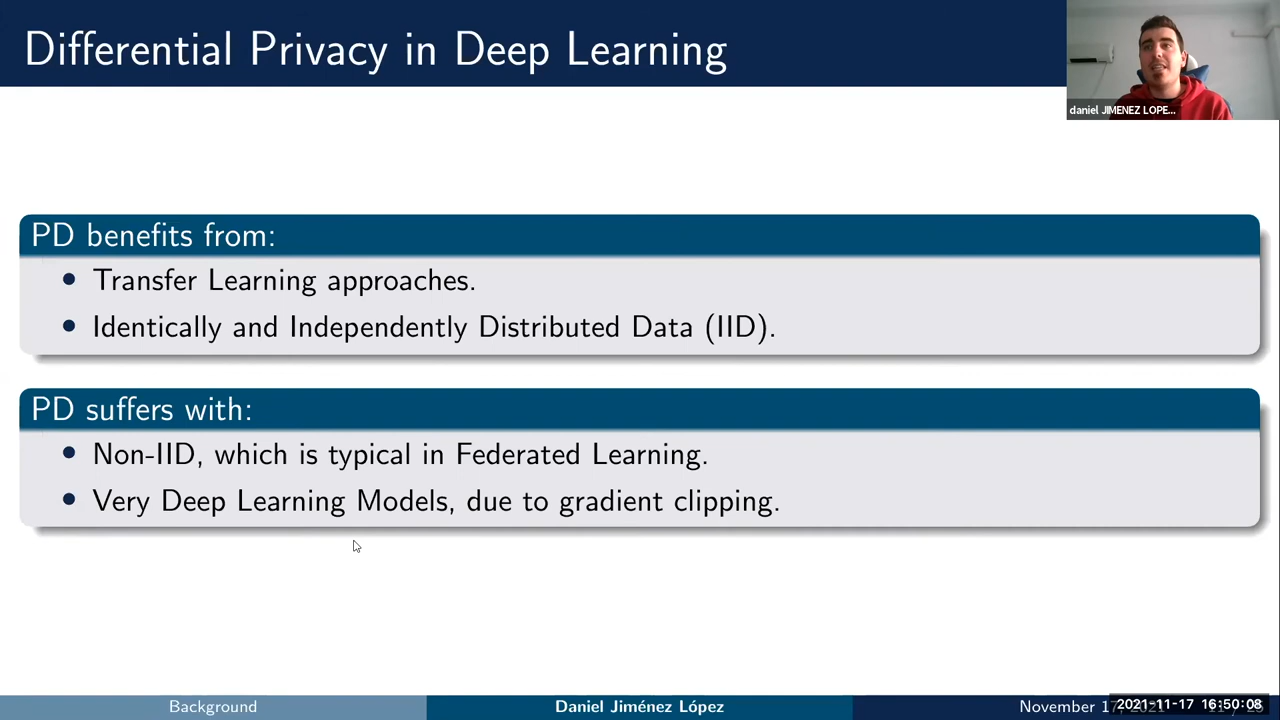 Differential Privacy in Deep Learning
daniel JIMENEZ LOPE...
PD benefits from:
• Transfer Learning approaches.
• Identically and Independently Distributed Data (IID).
PD suffers with:
• Non-IID, which is typical in Federated Learning.
• Very Deep Learning Models, due to gradient clipping.
Background
Daniel Jiménez López
November 17
2021-11-17 16:50:08